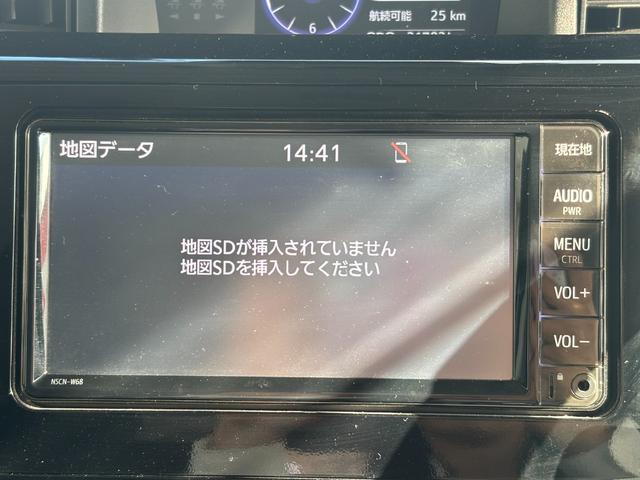 航続可能 25 km
6
地図データ 14:41
現在地
AUDIO
PWR
地図SDが挿入されていません
地図SDを挿入してください
MENU
CTRL
VOL+
VOL-
NSCN-W68